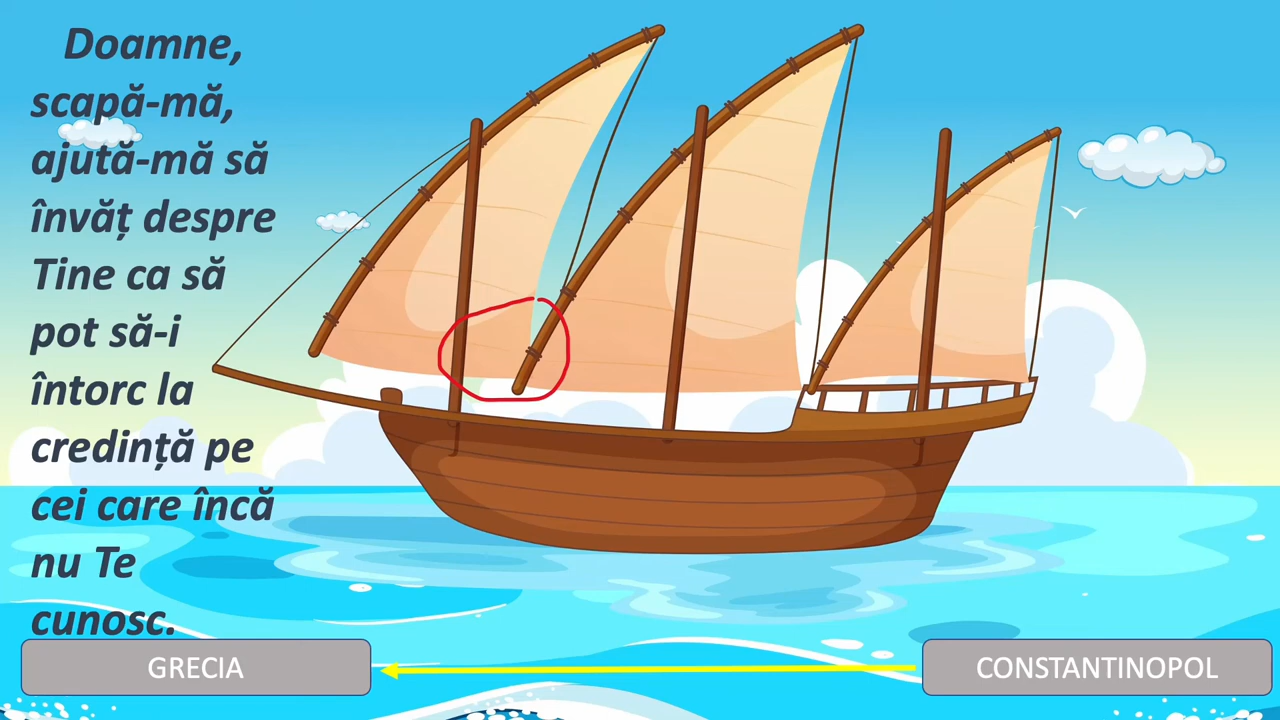 Doamne,
scapă-mă,
ajută-mă să
învăț despre
Tine ca să
pot să-i
întorc la
credință pe
cei care încă
nu Te
cunosc.
GRECIA
CONSTANTINOPOL